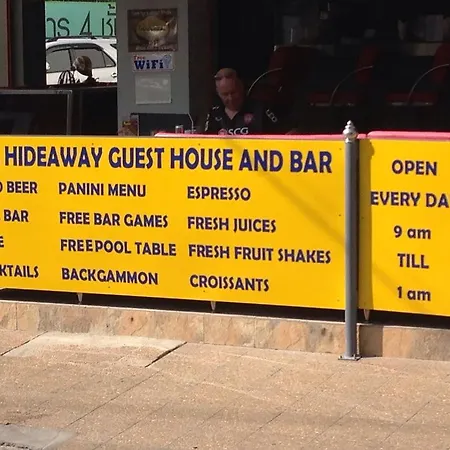 FREE
WiFi
SCG
HIDEAWAY GUEST HOUSE AND BAR
BEER PANINI MENU ESPRESSO
BAR FREE BAR GAMES FRESH JUICES
FREE POOL TABLE FRESH FRUIT SHAKES
BACKGAMMON CROISSANTS
OPEN
EVERY DA
9 am
TILL
1 am